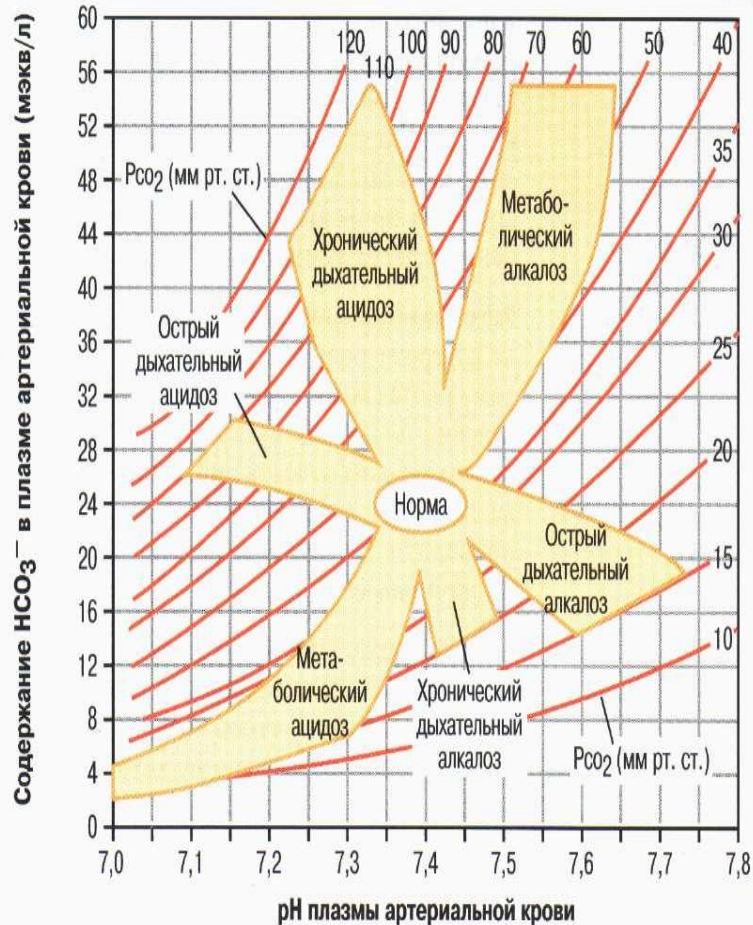 Содержание HCO3− в плазме артериальной крови (мэкв/л)
60
56
52
48
44
40
36
32
28
24
20
16
12
8
4
0
120
110
100
90
80
70
60
50
40
35
30
25
20
15
10
Pco2 (мм рт. ст.)
Хронический
дыхательный
ацидоз
Метабо-
лический
алкалоз
Острый
дыхательный
ацидоз
Норма
Острый
дыхательный
алкалоз
Мета-
болический
ацидоз
Хронический
дыхательный
алкалоз
Pco2 (мм рт. ст.)
7,0
7,1
7,2
7,3
7,4
7,5
7,6
7,7
7,8
pH плазмы артериальной крови